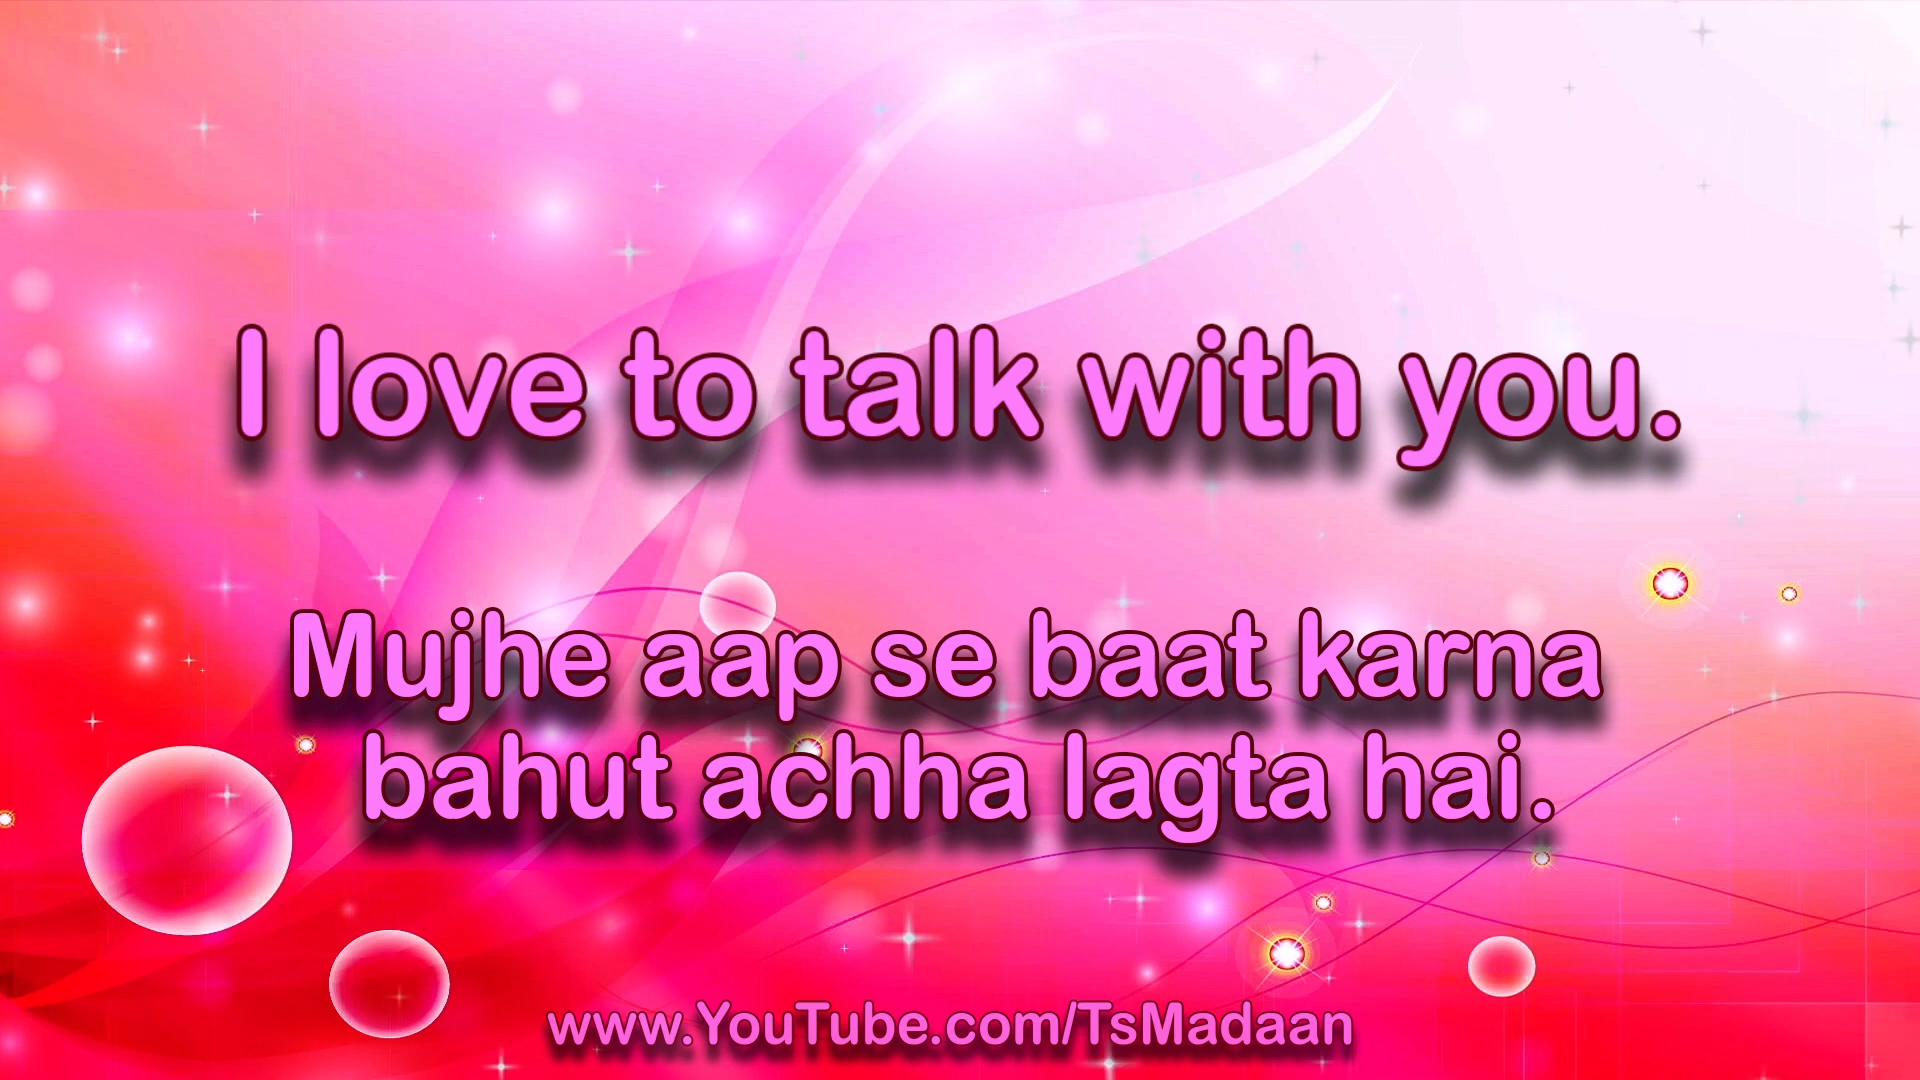 I love to talk with you.
Mujhe aap se baat karna
bahut achha lagta hai.
www.YouTube.com/TsMadaan